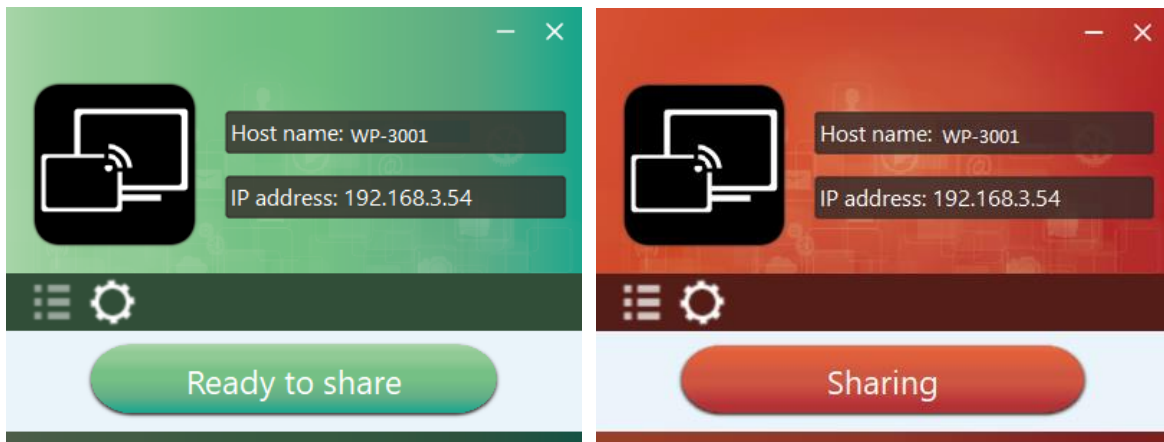 Host name: WP-3001
IP address: 192.168.3.54
Ready to share
Host name: WP-3001
IP address: 192.168.3.54
Sharing